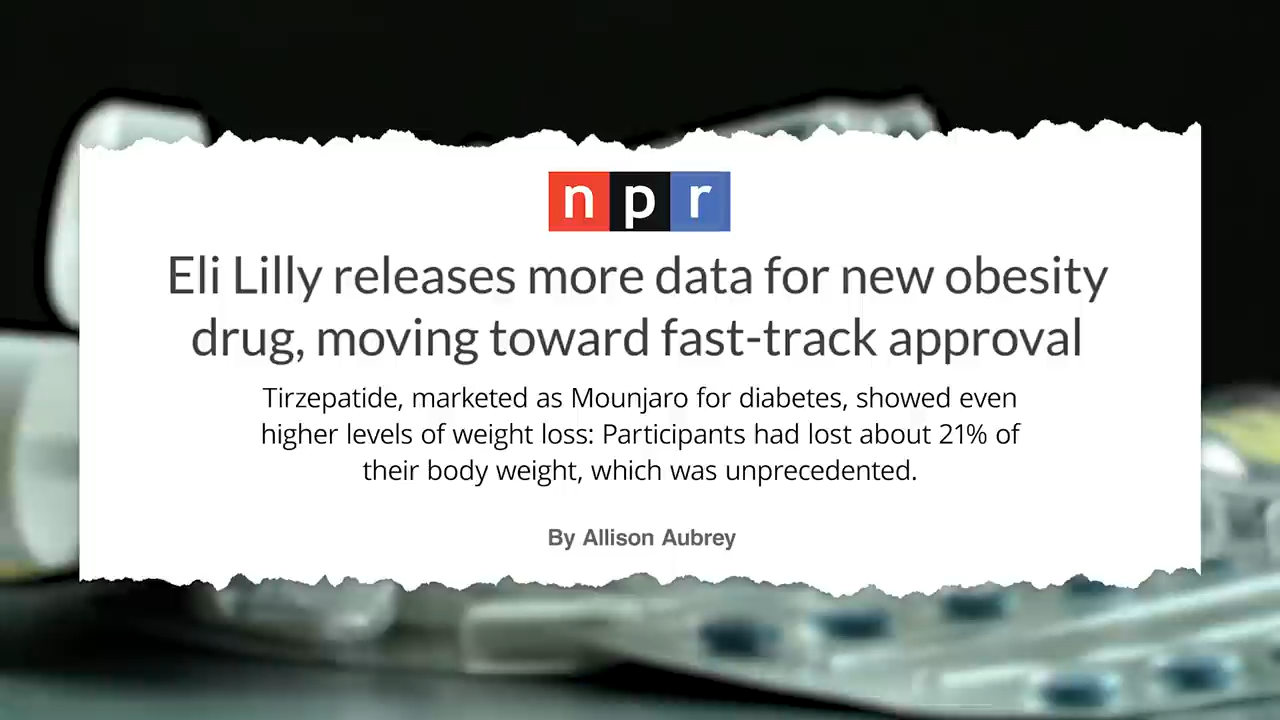 npr
Eli Lilly releases more data for new obesity
drug, moving toward fast-track approval
Tirzepatide, marketed as Mounjaro for diabetes, showed even
higher levels of weight loss: Participants had lost about 21% of
their body weight, which was unprecedented.
By Allison Aubrey